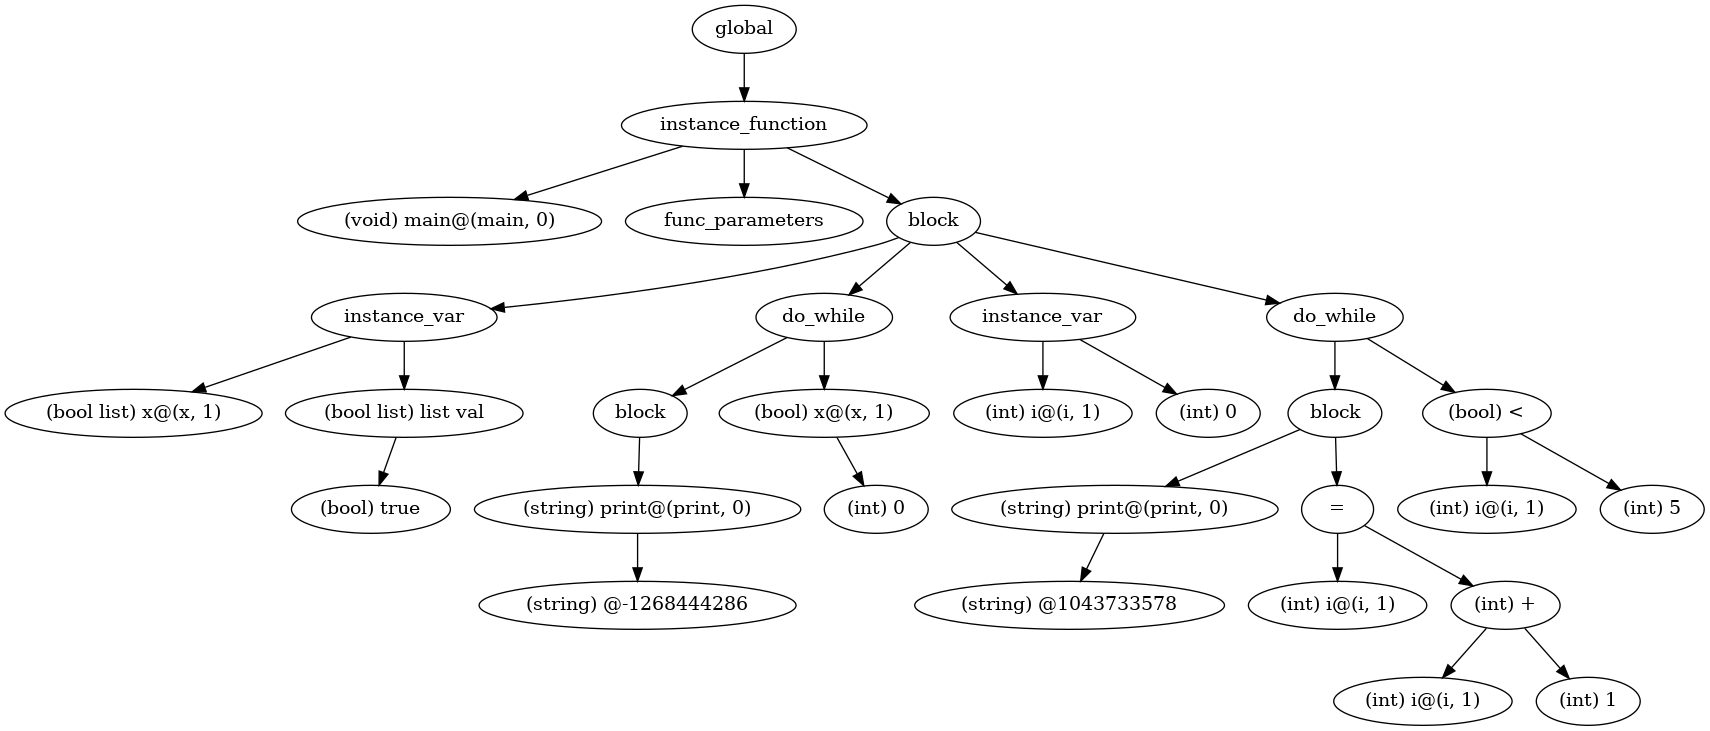 global
instance_function
(void) main@(main, 0)
func_parameters
block
instance_var
do_while
instance_var
do_while
(bool list) x@(x, 1)
(bool list) list val
block
(bool) x@(x, 1)
(int) i@(i, 1)
(int) 0
block
(bool) <
(bool) true
(string) print@(print, 0)
(int) 0
(string) print@(print, 0)
=
(int) i@(i, 1)
(int) 5
(string) @-1268444286
(string) @1043733578
(int) i@(i, 1)
(int) +
(int) i@(i, 1)
(int) 1